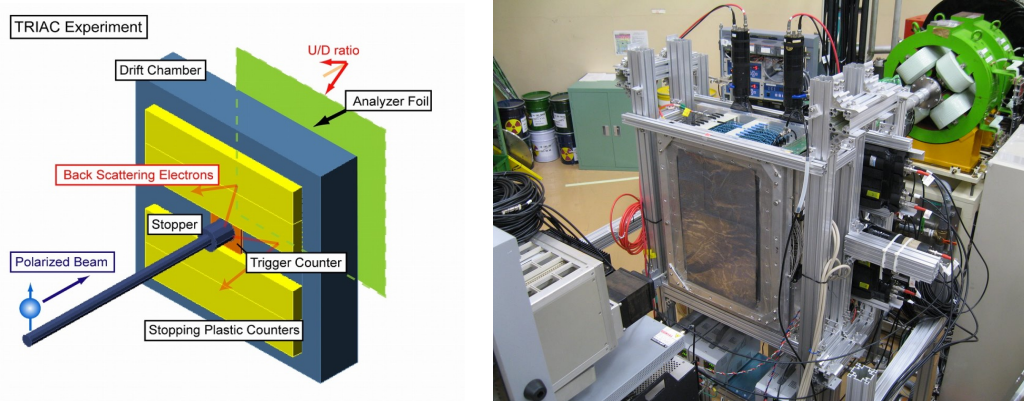 TRIAC Experiment
U/D ratio
Drift Chamber
Analyzer Foil
Back Scattering Electrons
Stopper
Trigger Counter
Polarized Beam
Stopping Plastic Counters